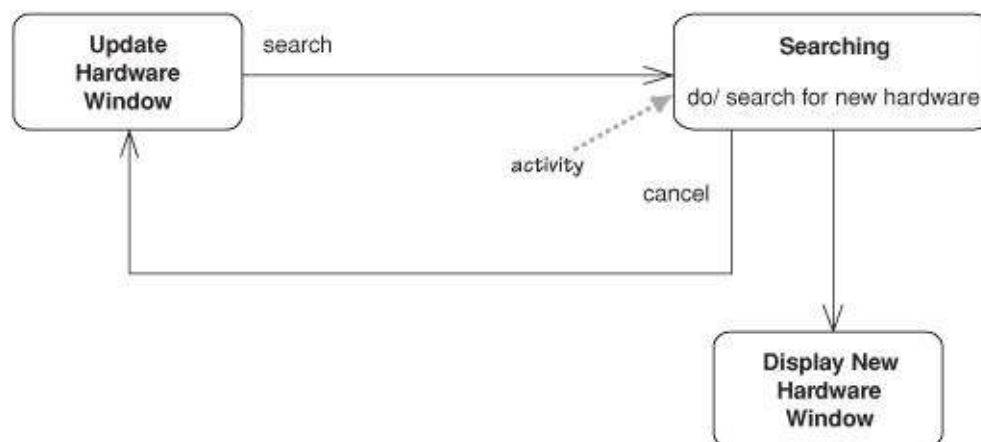 Update
Hardware
Window
search
Searching
do/ search for new hardware
activity
cancel
Display New
Hardware
Window